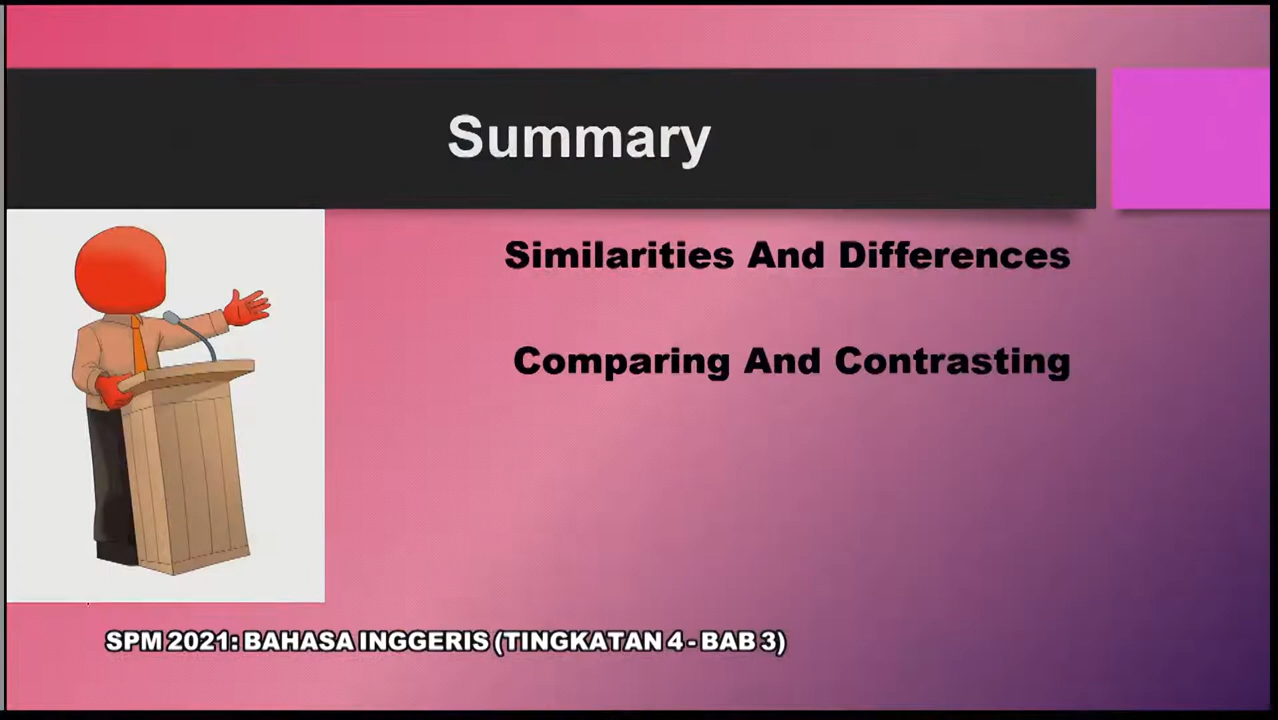 Summary
Similarities And Differences
Comparing And Contrasting
SPM 2021: BAHASA INGGERIS (TINGKATAN 4 - BAB 3)